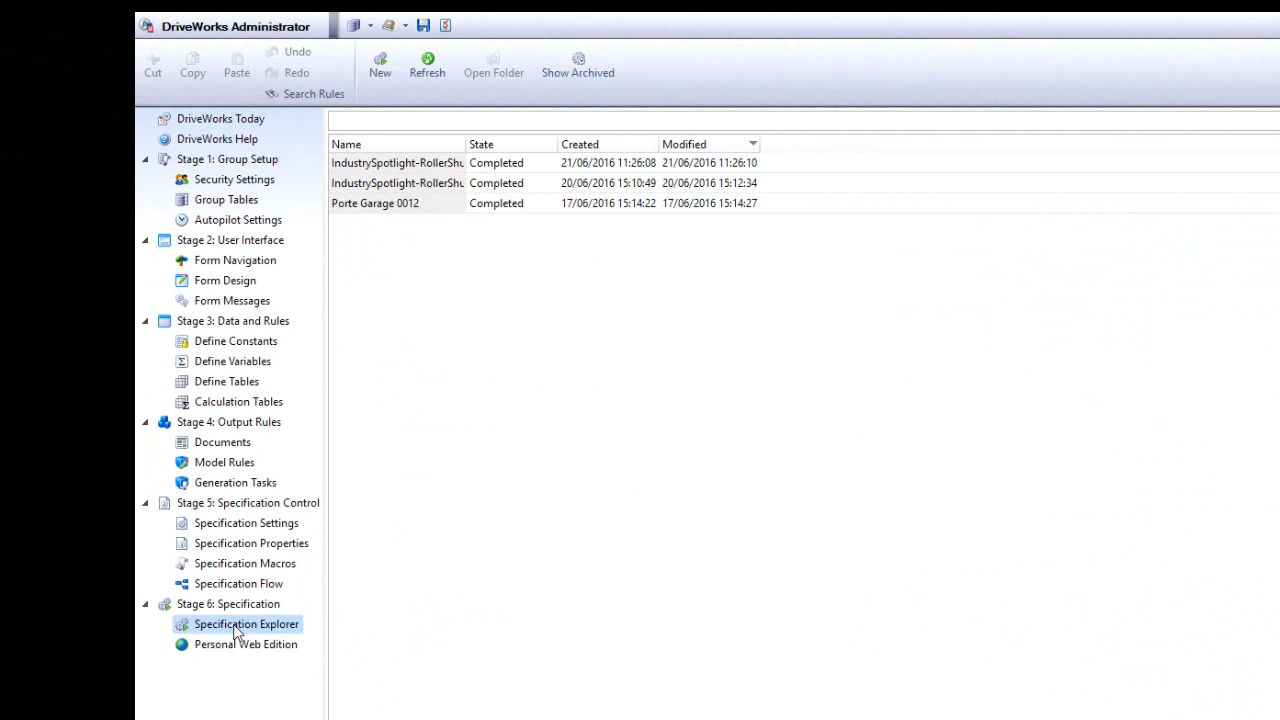 DriveWorks Administrator
Cut
Copy
Paste
Undo
Redo
Search Rules
New
Refresh
Open Folder
Show Archived
DriveWorks Today
DriveWorks Help
Stage 1: Group Setup
Security Settings
Group Tables
Autopilot Settings
Stage 2: User Interface
Form Navigation
Form Design
Form Messages
Stage 3: Data and Rules
Define Constants
Define Variables
Define Tables
Calculation Tables
Stage 4: Output Rules
Documents
Model Rules
Generation Tasks
Stage 5: Specification Control
Specification Settings
Specification Properties
Specification Macros
Specification Flow
Stage 6: Specification
Specification Explorer
Personal Web Edition
Name State Created Modified
IndustrySpotlight-RollerShu Completed 21/06/2016 11:26:08 21/06/2016 11:26:10
IndustrySpotlight-RollerShu Completed 20/06/2016 15:10:49 20/06/2016 15:12:34
Porte Garage 0012 Completed 17/06/2016 15:14:22 17/06/2016 15:14:27